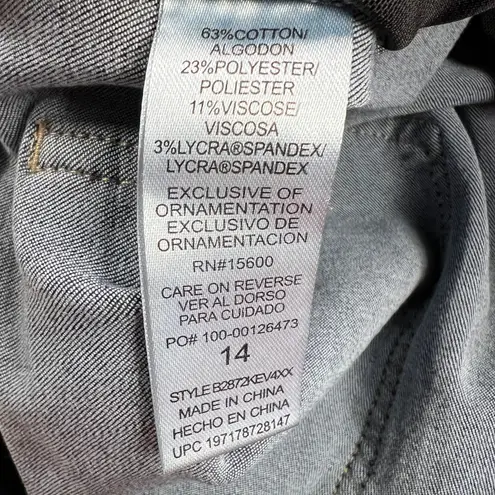 63%COTTON/
ALGODON
23%POLYESTER/
POLIESTER
11%VISCOSE/
VISCOSA
3%LYCRA®SPANDEX/
LYCRA®SPANDEX
EXCLUSIVE OF
ORNAMENTATION
EXCLUSIVO DE
ORNAMENTACION
RN#15600
CARE ON REVERSE
VER AL DORSO
PARA CUIDADO
PO# 100-00126473
14
STYLE B2872KEV4XX
MADE IN CHINA
HECHO EN CHINA
UPC 197178728147